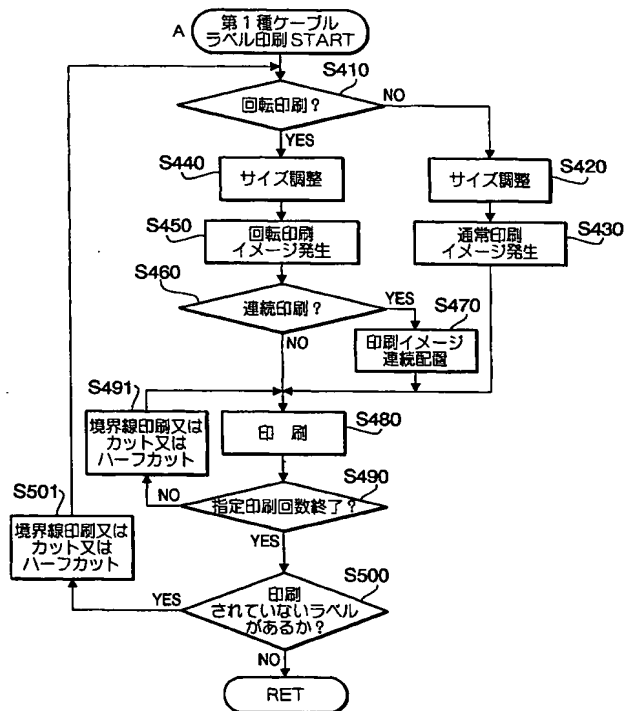 A
第1種ケーブル
ラベル印刷START
S410
回転印刷？
NO
YES
S440
サイズ調整
S420
サイズ調整
S450
回転印刷
イメージ発生
S430
通常印刷
イメージ発生
S460
連続印刷？
YES
NO
S470
印刷イメージ
連続配置
S491
境界線印刷又は
カット又は
ハーフカット
S480
印　刷
S490
指定印刷回数終了？
NO
YES
S501
境界線印刷又は
カット又は
ハーフカット
S500
印刷
されていないラベル
があるか？
YES
NO
RET